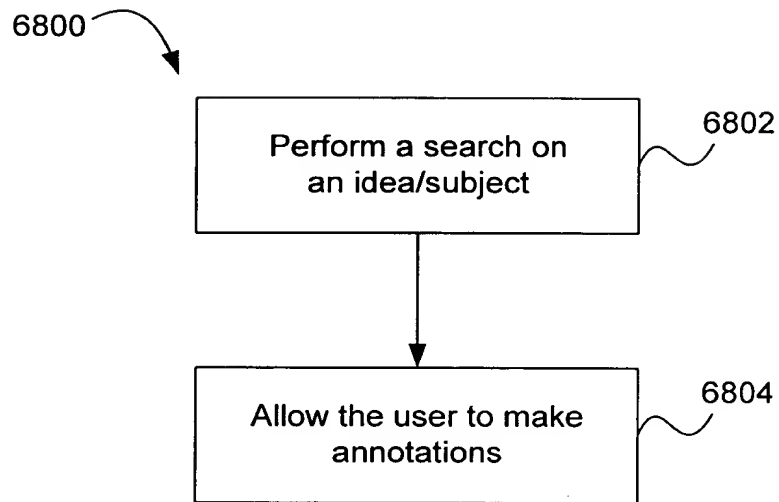 6800
Perform a search on
an idea/subject
6802
Allow the user to make
annotations
6804